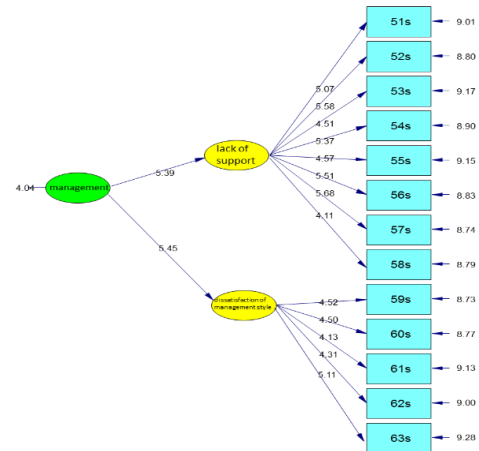 51s
9.01
52s
8.80
53s
9.17
54s
8.90
55s
9.15
56s
8.83
57s
8.74
58s
8.79
59s
8.73
60s
8.77
61s
9.13
62s
9.00
63s
9.28
5.07
5.58
4.51
5.37
4.57
5.51
5.68
4.11
lack of
support
5.39
4.04
management
5.45
dissatisfaction of
management style
4.52
4.50
4.13
4.31
5.11